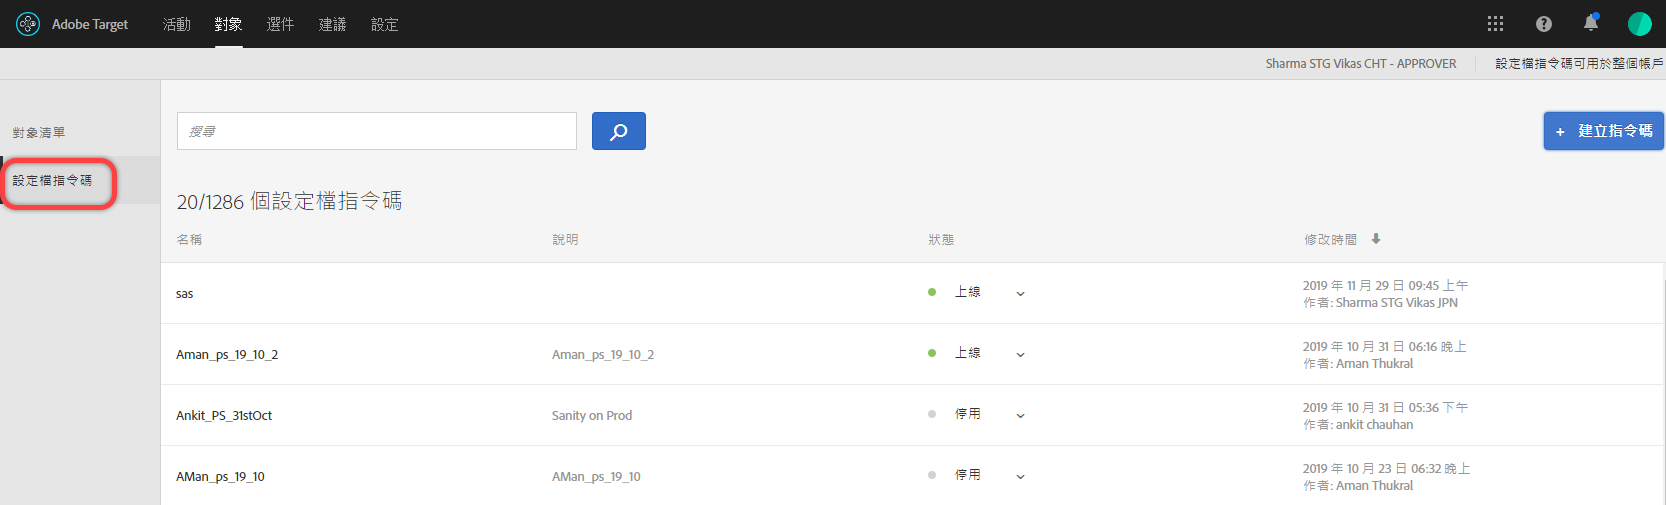 Adobe Target 活動 對象 選件 建議 設定
Sharma STG Vikas CHT - APPROVER 設定檔指令碼可用於整個帳戶
對象清單
設定檔指令碼
搜尋
+ 建立指令碼
20/1286 個設定檔指令碼
名稱 說明 狀態 修改時間
sas 上線 2019 年 11 月 29 日 09:45 上午
作者: Sharma STG Vikas JPN
Aman_ps_19_10_2 Aman_ps_19_10_2 上線 2019 年 10 月 31 日 06:16 晚上
作者: Aman Thukral
Ankit_PS_31stOct Sanity on Prod 停用 2019 年 10 月 31 日 05:36 下午
作者: ankit chauhan
AMan_ps_19_10 AMan_ps_19_10 停用 2019 年 10 月 23 日 06:32 晚上
作者: Aman Thukral